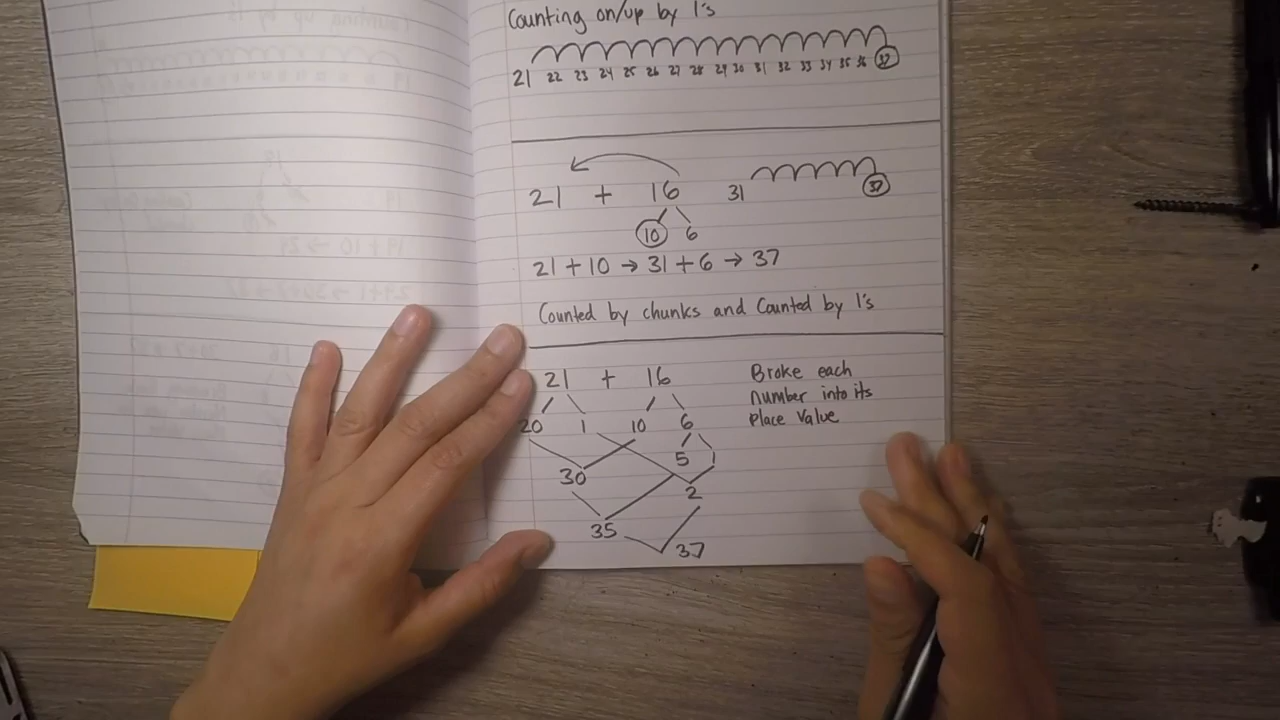 Counting on/up by 1's
21 22 23 24 25 26 27 28 29 30 31 32 33 34 35 36 37
21 + 16 31 37
10 6
21 + 10 → 31 + 6 → 37
Counted by chunks and Counted by 1's
21 + 16
Broke each
number into its
Place Value
20 1 10 6
5 1
30
2
35
37